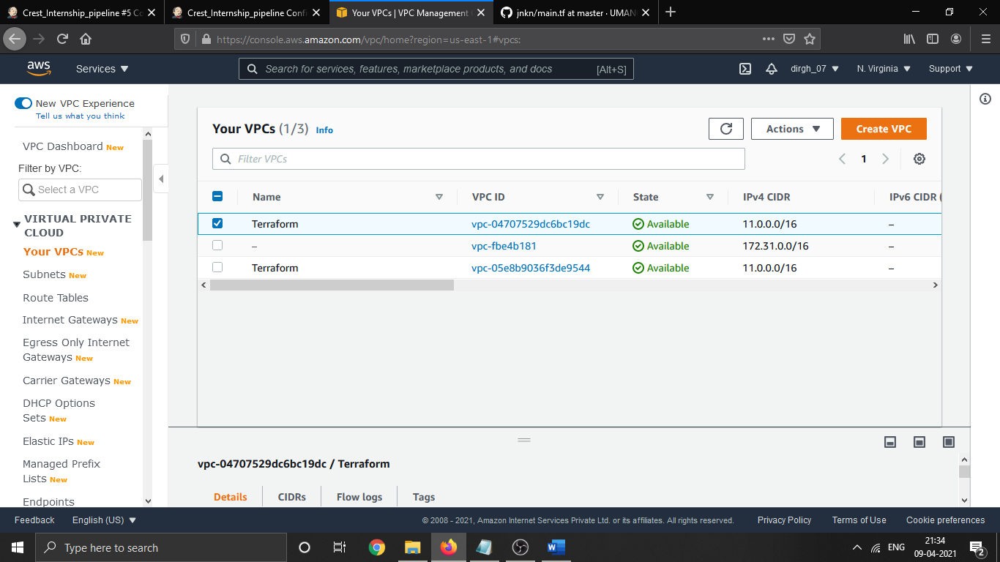 Crest_Internship_pipeline #5 Co
Crest_Internship_pipeline Confi
Your VPCs | VPC Management
jnkn/main.tf at master · UMAN
https://console.aws.amazon.com/vpc/home?region=us-east-1#vpcs:
aws
Services
Search for services, features, marketplace products, and docs
[Alt+S]
dirgh_07
N. Virginia
Support
New VPC Experience
Tell us what you think
VPC Dashboard New
Filter by VPC:
Select a VPC
VIRTUAL PRIVATE
CLOUD
Your VPCs New
Subnets New
Route Tables
Internet Gateways New
Egress Only Internet
Gateways New
Carrier Gateways New
DHCP Options
Sets New
Elastic IPs New
Managed Prefix
Lists New
Endpoints
Your VPCs (1/3) Info
Actions
Create VPC
Filter VPCs
1
Name VPC ID State IPv4 CIDR IPv6 CIDR (
Terraform vpc-04707529dc6bc19dc Available 11.0.0.0/16 –
– vpc-fbe4b181 Available 172.31.0.0/16 –
Terraform vpc-05e8b9036f3de9544 Available 11.0.0.0/16 –
vpc-04707529dc6bc19dc / Terraform
Details CIDRs Flow logs Tags
Feedback English (US) © 2008 - 2021, Amazon Internet Services Private Ltd. or its affiliates. All rights reserved. Privacy Policy Terms of Use Cookie preferences
Type here to search
ENG
21:34
09-04-2021
2